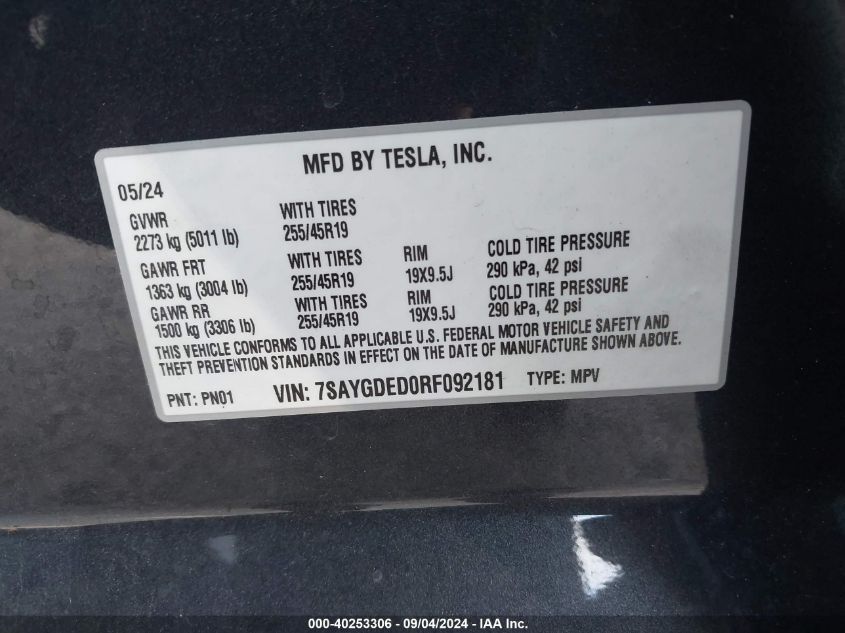 MFD BY TESLA, INC.
05/24
GVWR
2273 kg (5011 lb)
WITH TIRES
255/45R19
GAWR FRT
1363 kg (3004 lb)
WITH TIRES
255/45R19
RIM
19X9.5J
COLD TIRE PRESSURE
290 kPa, 42 psi
GAWR RR
1500 kg (3306 lb)
WITH TIRES
255/45R19
RIM
19X9.5J
COLD TIRE PRESSURE
290 kPa, 42 psi
THIS VEHICLE CONFORMS TO ALL APPLICABLE U.S. FEDERAL MOTOR VEHICLE SAFETY AND
THEFT PREVENTION STANDARDS IN EFFECT ON THE DATE OF MANUFACTURE SHOWN ABOVE.
PNT: PN01 VIN: 7SAYGDED0RF092181 TYPE: MPV
000-40253306 - 09/04/2024 - IAA Inc.